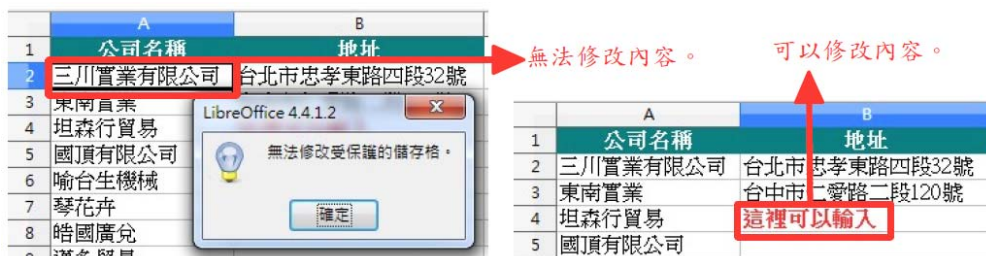 A B
1 公司名稱 地址
2 三川實業有限公司 台北市忠孝東路四段32號
3 東南實業
4 坦森行貿易
5 國頂有限公司
6 喻台生機械
7 琴花卉
8 皓國廣兌
LibreOffice 4.4.1.2
無法修改受保護的儲存格。
確定
無法修改內容。
可以修改內容。
A B
1 公司名稱 地址
2 三川實業有限公司 台北市忠孝東路四段32號
3 東南實業 台中市仁愛路二段120號
4 坦森行貿易 這裡可以輸入
5 國頂有限公司